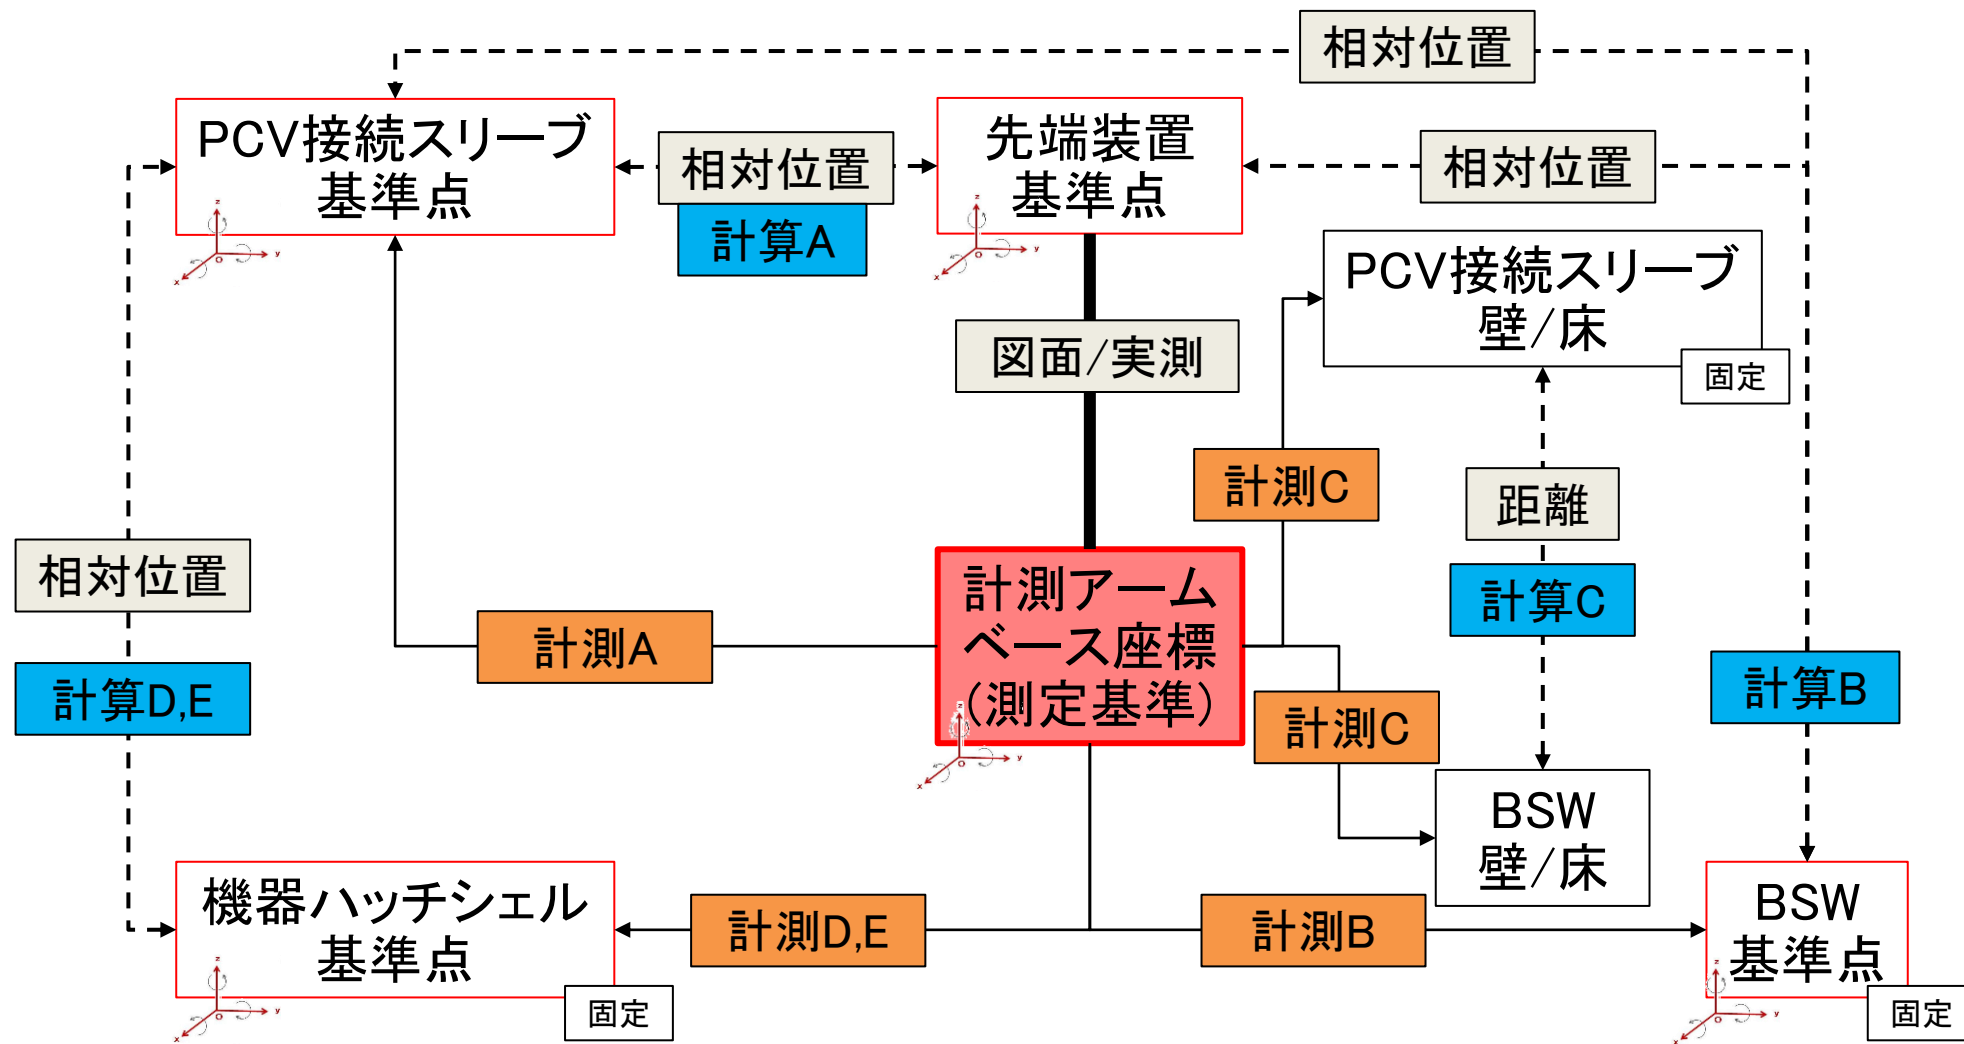 相対位置
PCV接続スリーブ
基準点
相対位置
計算A
先端装置
基準点
相対位置
PCV接続スリーブ
壁/床
固定
図面/実測
計測C
距離
計算C
相対位置
計算D,E
計測A
計測アーム
ベース座標
(測定基準)
計測C
計算B
BSW
壁/床
機器ハッチシェル
基準点
固定
計測D,E
計測B
BSW
基準点
固定
z
y
x
O
z
y
x
O
z
y
x
O
z
y
x
O
z
y
x
O